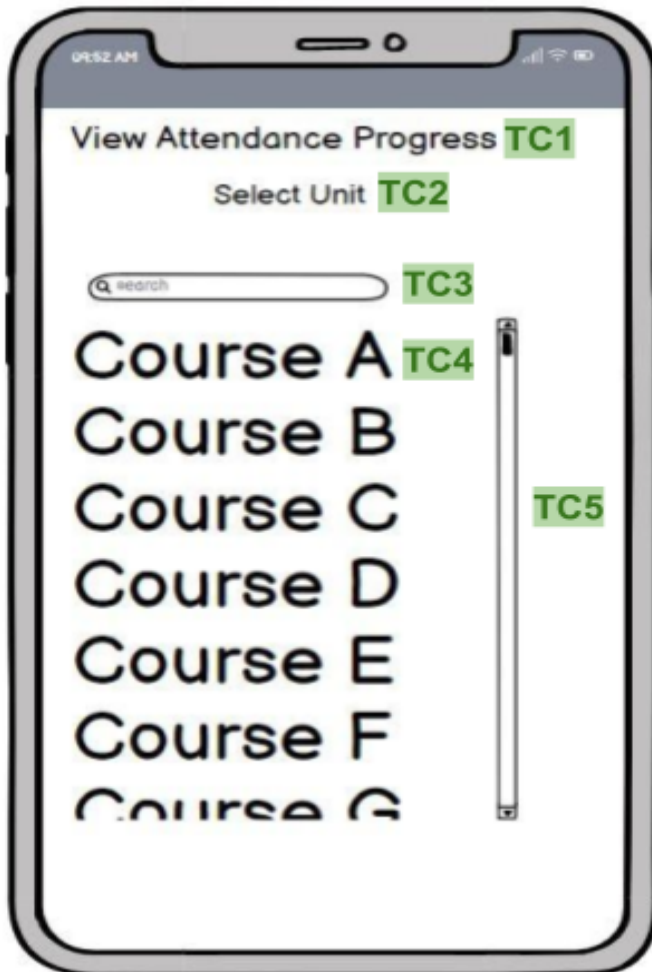 09:52 AM
View Attendance Progress TC1
Select Unit TC2
search TC3
Course A TC4
Course B
Course C
TC5
Course D
Course E
Course F
Course G